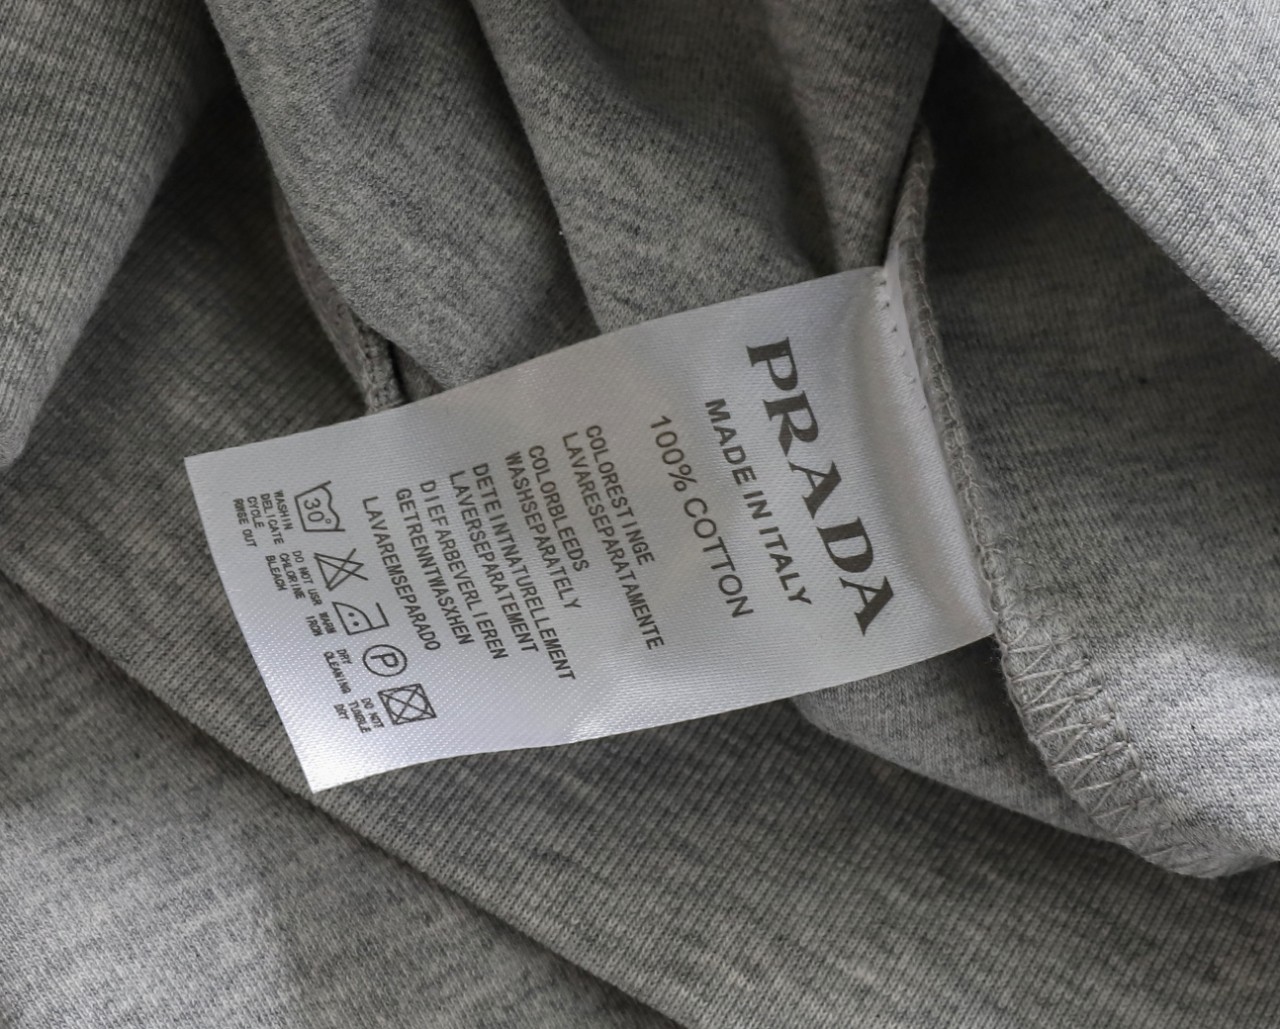 PRADA
MADE IN ITALY
100% COTTON
COLORESTINGE
LAVARESEPARATAMENTE
COLORBLEEDS
WASHSEPARATELY
DETEINTNATURELLEMENT
LAVERSEPARATEMENT
DIEFARBEVERLIEREN
GETRENNTWASXHEN
LAVAREMSEPARADO
30°
P
WASH IN
DELICATE
CYCLE
RINSE OUT
DO NOT USR
CHLORINE
BLEACH
WARM
IRON
DRY
CLEANING
DO NOT
TUMBLE
DRY